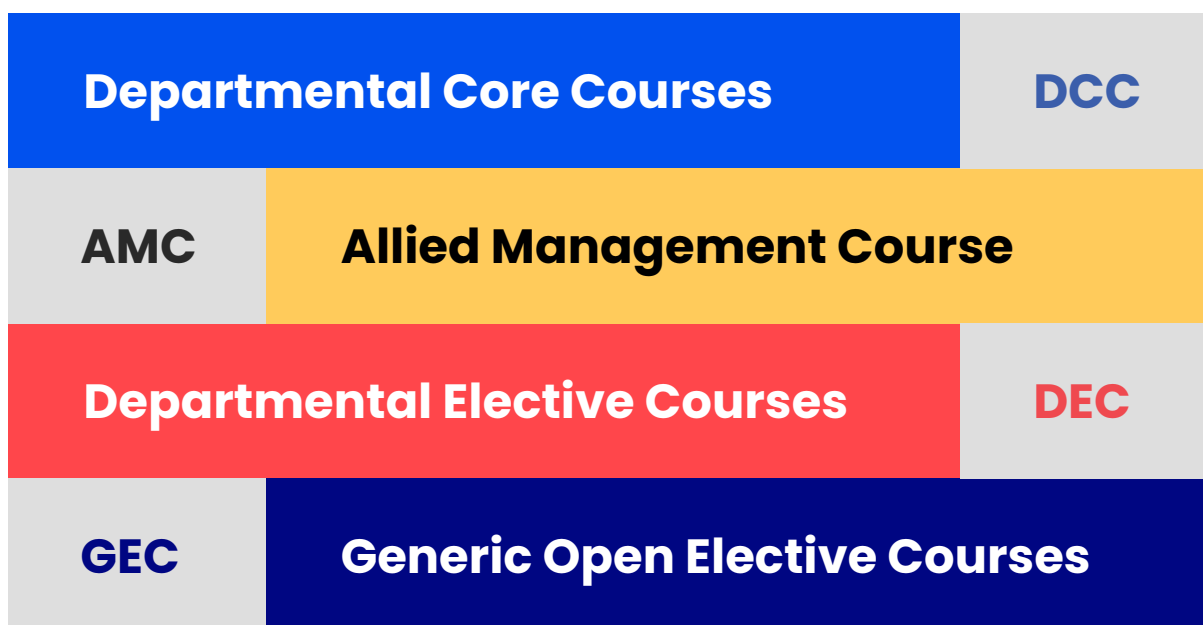 Departmental Core Courses DCC
AMC Allied Management Course
Departmental Elective Courses DEC
GEC Generic Open Elective Courses